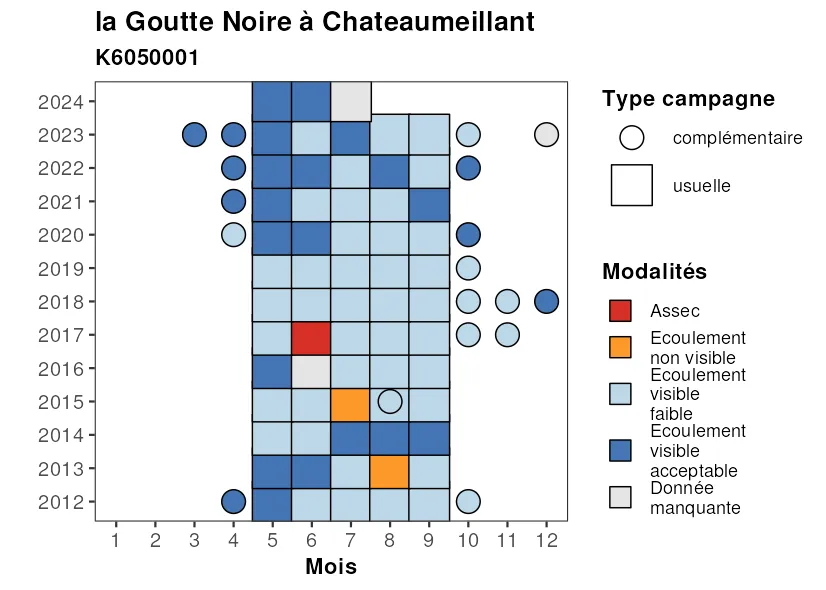 la Goutte Noire à Chateaumeillant
K6050001
2024
2023
2022
2021
2020
2019
2018
2017
2016
2015
2014
2013
2012
1 2 3 4 5 6 7 8 9 10 11 12
Mois
Type campagne
complémentaire
usuelle
Modalités
Assec
Ecoulement
non visible
Ecoulement
visible
faible
Ecoulement
visible
acceptable
Donnée
manquante